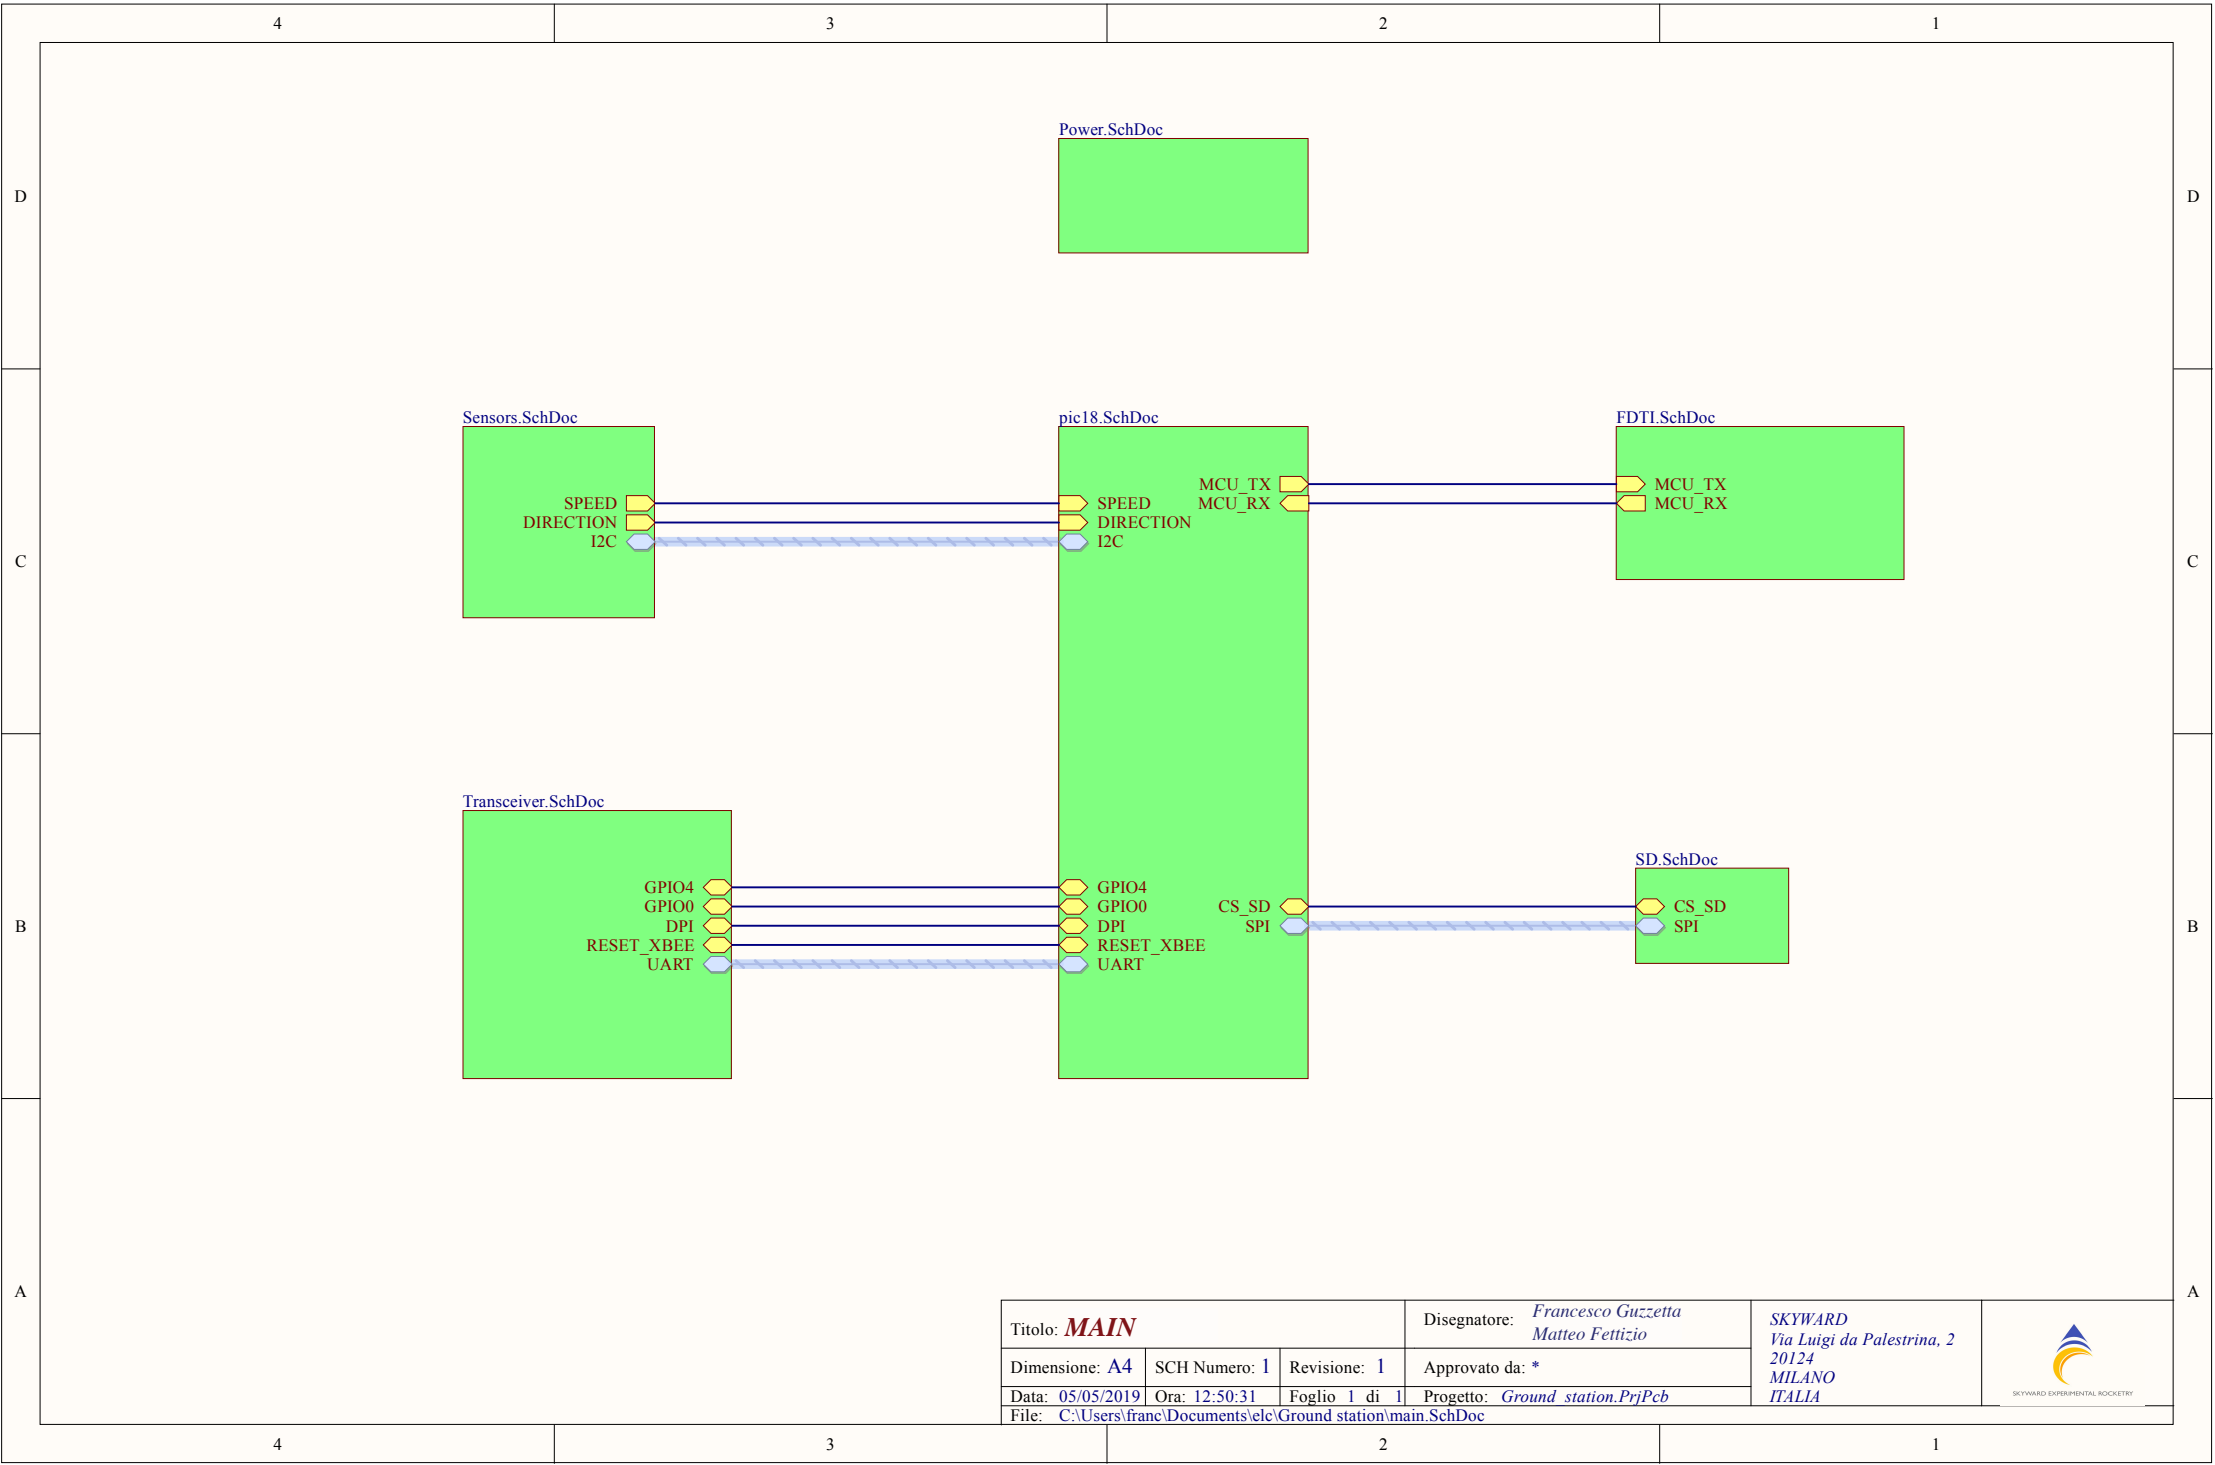 4 3 2 1
D D
Power.SchDoc
C C
Sensors.SchDoc
SPEED
DIRECTION
I2C
pic18.SchDoc
MCU_TX
MCU_RX
SPEED
DIRECTION
I2C
FDTI.SchDoc
MCU_TX
MCU_RX
B B
Transceiver.SchDoc
GPIO4
GPIO0
DPI
RESET_XBEE
UART
GPIO4
GPIO0
DPI
RESET_XBEE
UART
CS_SD
SPI
SD.SchDoc
CS_SD
SPI
A A
Titolo: MAIN
Disegnatore: Francesco Guzzetta
Matteo Fettizio
Dimensione: A4 SCH Numero: 1 Revisione: 1 Approvato da: *
Data: 05/05/2019 Ora: 12:50:31 Foglio 1 di 1 Progetto: Ground_station.PrjPcb
File: C:\Users\franc\Documents\elc\Ground station\main.SchDoc
SKYWARD
Via Luigi da Palestrina, 2
20124
MILANO
ITALIA
SKYWARD EXPERIMENTAL ROCKETRY
4 3 2 1